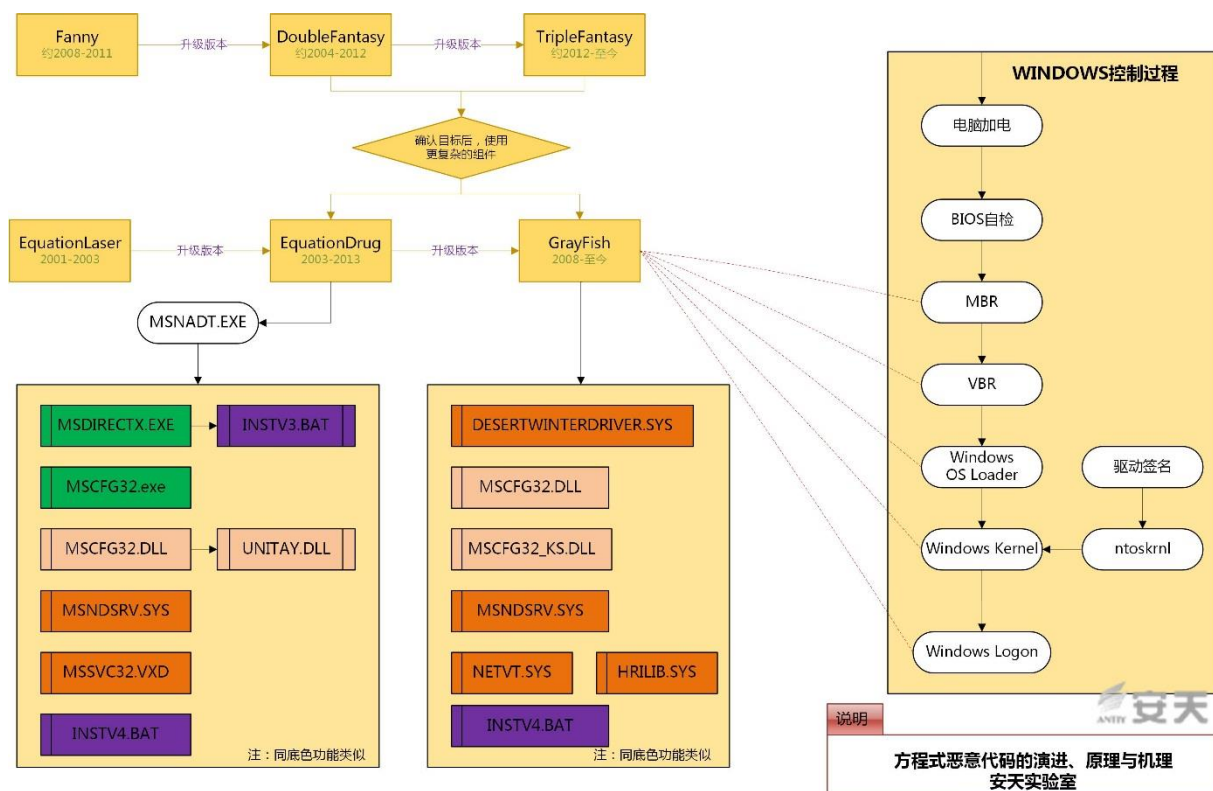 Fanny
约2008-2011
升级版本
DoubleFantasy
约2004-2012
升级版本
TripleFantasy
约2012-至今
确认目标后，使用
更复杂的组件
EquationLaser
2001-2003
升级版本
EquationDrug
2003-2013
升级版本
GrayFish
2008-至今
MSNADT.EXE
MSDIRECTX.EXE
INSTV3.BAT
MSCFG32.exe
MSCFG32.DLL
UNITAY.DLL
MSNDSRV.SYS
MSSVC32.VXD
INSTV4.BAT
注：同底色功能类似
DESERTWINTERDRIVER.SYS
MSCFG32.DLL
MSCFG32_KS.DLL
MSNDSRV.SYS
NETVT.SYS
HRILIB.SYS
INSTV4.BAT
注：同底色功能类似
WINDOWS控制过程
电脑加电
BIOS自检
MBR
VBR
Windows
OS Loader
驱动签名
Windows Kernel
ntoskrnl
Windows Logon
ANTIY 安天
说明
方程式恶意代码的演进、原理与机理
安天实验室